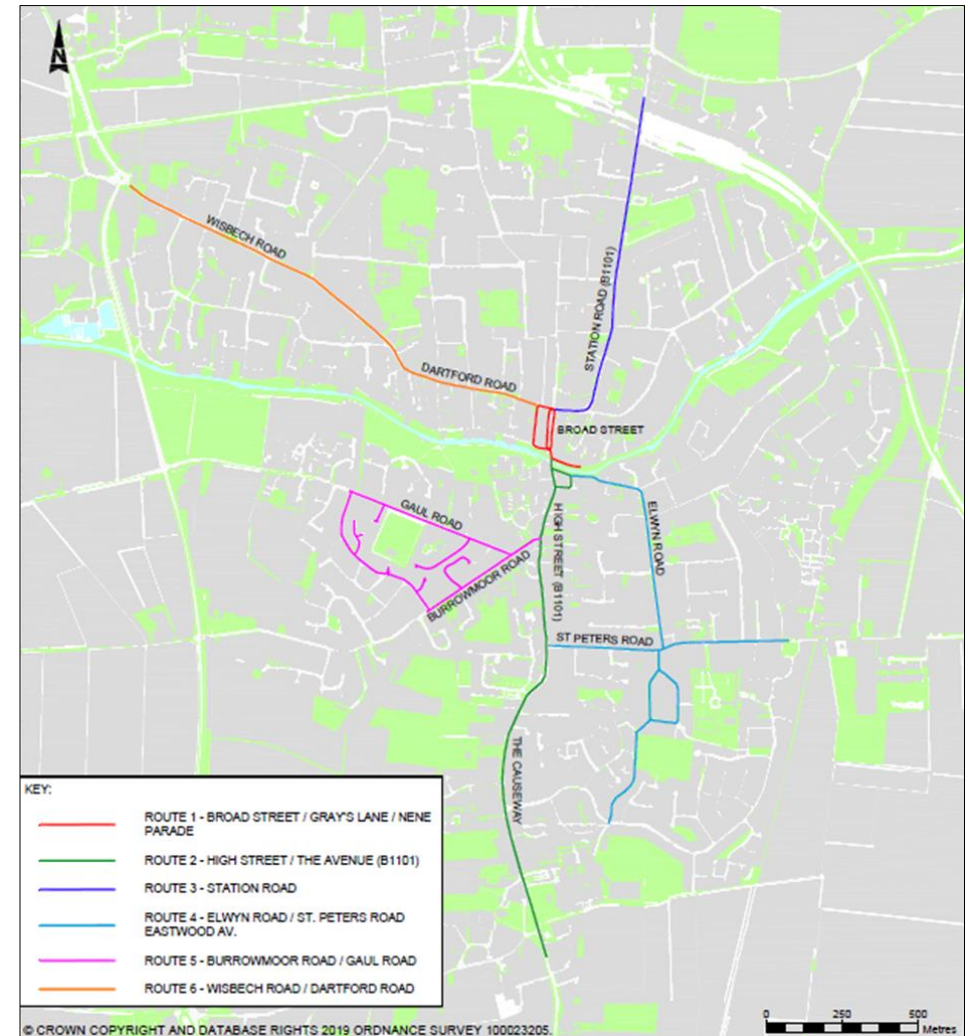 N
WISBECH ROAD
STATION ROAD (B1101)
DARTFORD ROAD
BROAD STREET
GAUL ROAD
HIGH STREET (B1101)
ELWYN ROAD
BURROWMOOR ROAD
ST PETERS ROAD
THE CAUSEWAY
KEY:
ROUTE 1 - BROAD STREET / GRAY'S LANE / NENE
PARADE
ROUTE 2 - HIGH STREET / THE AVENUE (B1101)
ROUTE 3 - STATION ROAD
ROUTE 4 - ELWYN ROAD / ST. PETERS ROAD
EASTWOOD AV.
ROUTE 5 - BURROWMOOR ROAD / GAUL ROAD
ROUTE 6 - WISBECH ROAD / DARTFORD ROAD
0 250 500
Metres
© CROWN COPYRIGHT AND DATABASE RIGHTS 2019 ORDNANCE SURVEY 100023205.